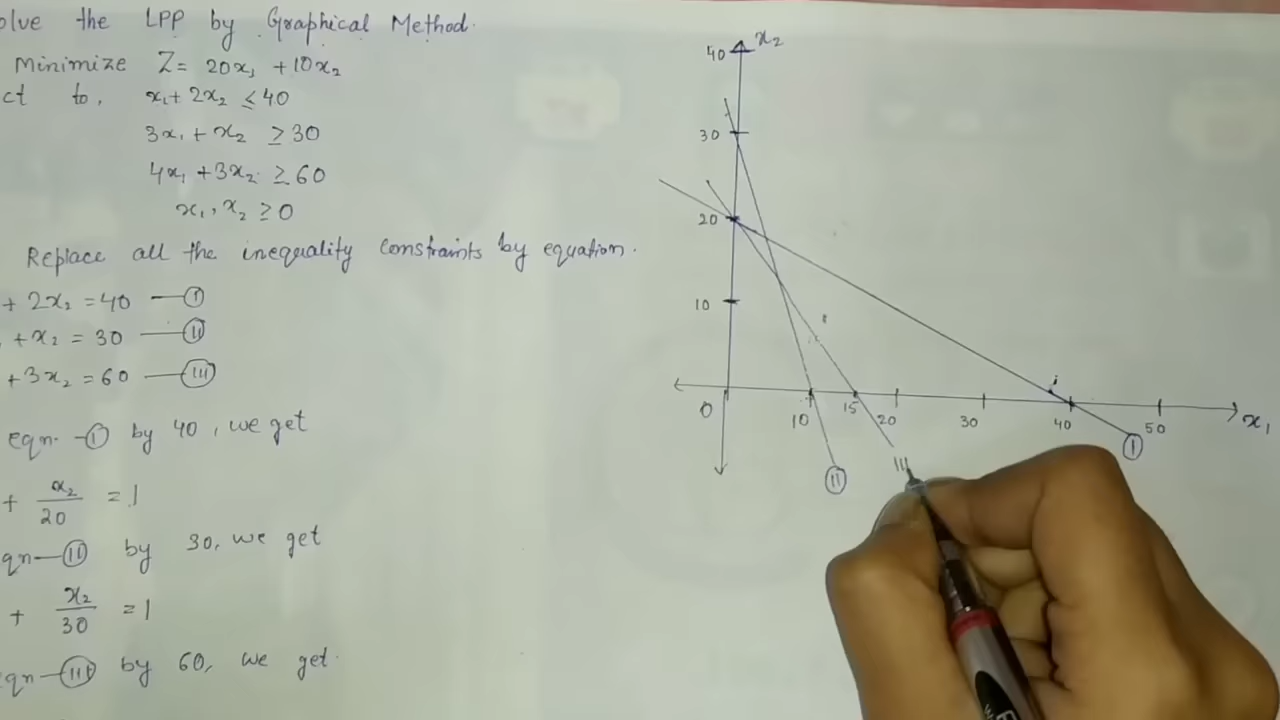 olve the LPP by Graphical Method.
Minimize Z = 20x₁ + 10x₂
ct to, x₁ + 2x₂ ≤ 40
3x₁ + x₂ ≥ 30
4x₁ + 3x₂ ≥ 60
x₁, x₂ ≥ 0
Replace all the inequality constraints by equation.
+ 2x₂ = 40 — Ⓘ
+ x₂ = 30 — ⓘⓘ
+ 3x₂ = 60 — ⓘⓘⓘ
eqn. - Ⓘ by 40, we get
+ x₂/20 = 1
qn — ⓘⓘ by 30, we get
+ x₂/30 = 1
qn — ⓘⓘⓘ by 60, we get.
x₂
40
30
20
10
0 10 15 20 30 40 50 x₁
I
II
III